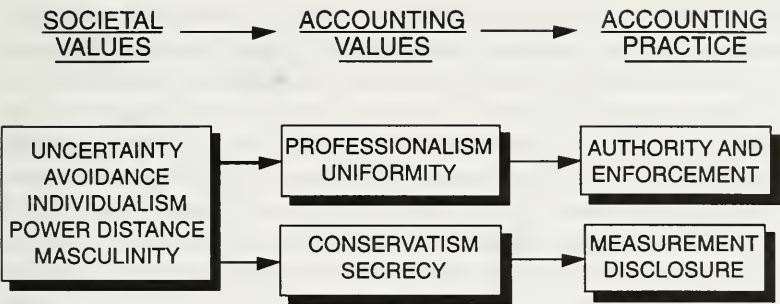 SOCIETAL
VALUES
ACCOUNTING
VALUES
ACCOUNTING
PRACTICE
UNCERTAINTY
AVOIDANCE
INDIVIDUALISM
POWER DISTANCE
MASCULINITY
PROFESSIONALISM
UNIFORMITY
AUTHORITY AND
ENFORCEMENT
CONSERVATISM
SECRECY
MEASUREMENT
DISCLOSURE